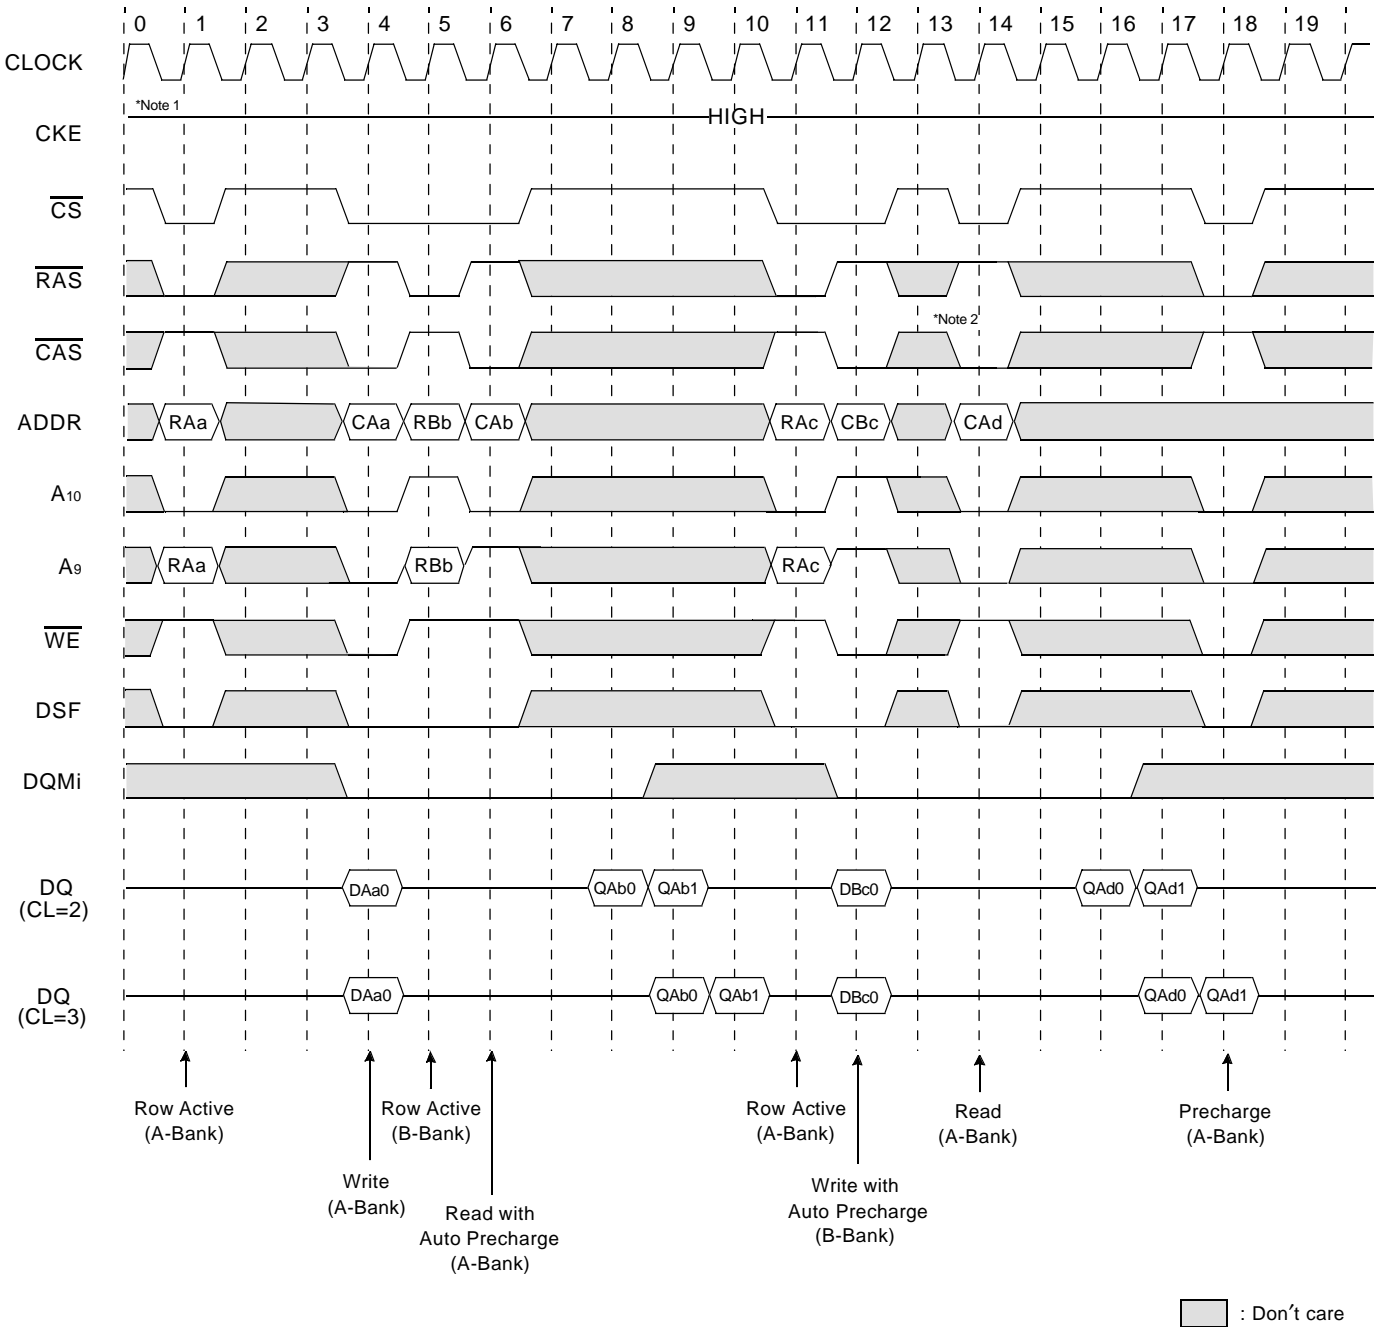 0 1 2 3 4 5 6 7 8 9 10 11 12 13 14 15 16 17 18 19
CLOCK
*Note 1
CKE
HIGH
CS
RAS
*Note 2
CAS
ADDR RAa CAa RBb CAb RAc CBc CAd
A10
A9 RAa RBb RAc
WE
DSF
DQMi
DQ
(CL=2)
DAa0 QAb0 QAb1 DBc0 QAd0 QAd1
DQ
(CL=3)
DAa0 QAb0 QAb1 DBc0 QAd0 QAd1
Row Active
(A-Bank)
Row Active
(B-Bank)
Row Active
(A-Bank)
Read
(A-Bank)
Precharge
(A-Bank)
Write
(A-Bank)
Read with
Auto Precharge
(A-Bank)
Write with
Auto Precharge
(B-Bank)
: Don′t care